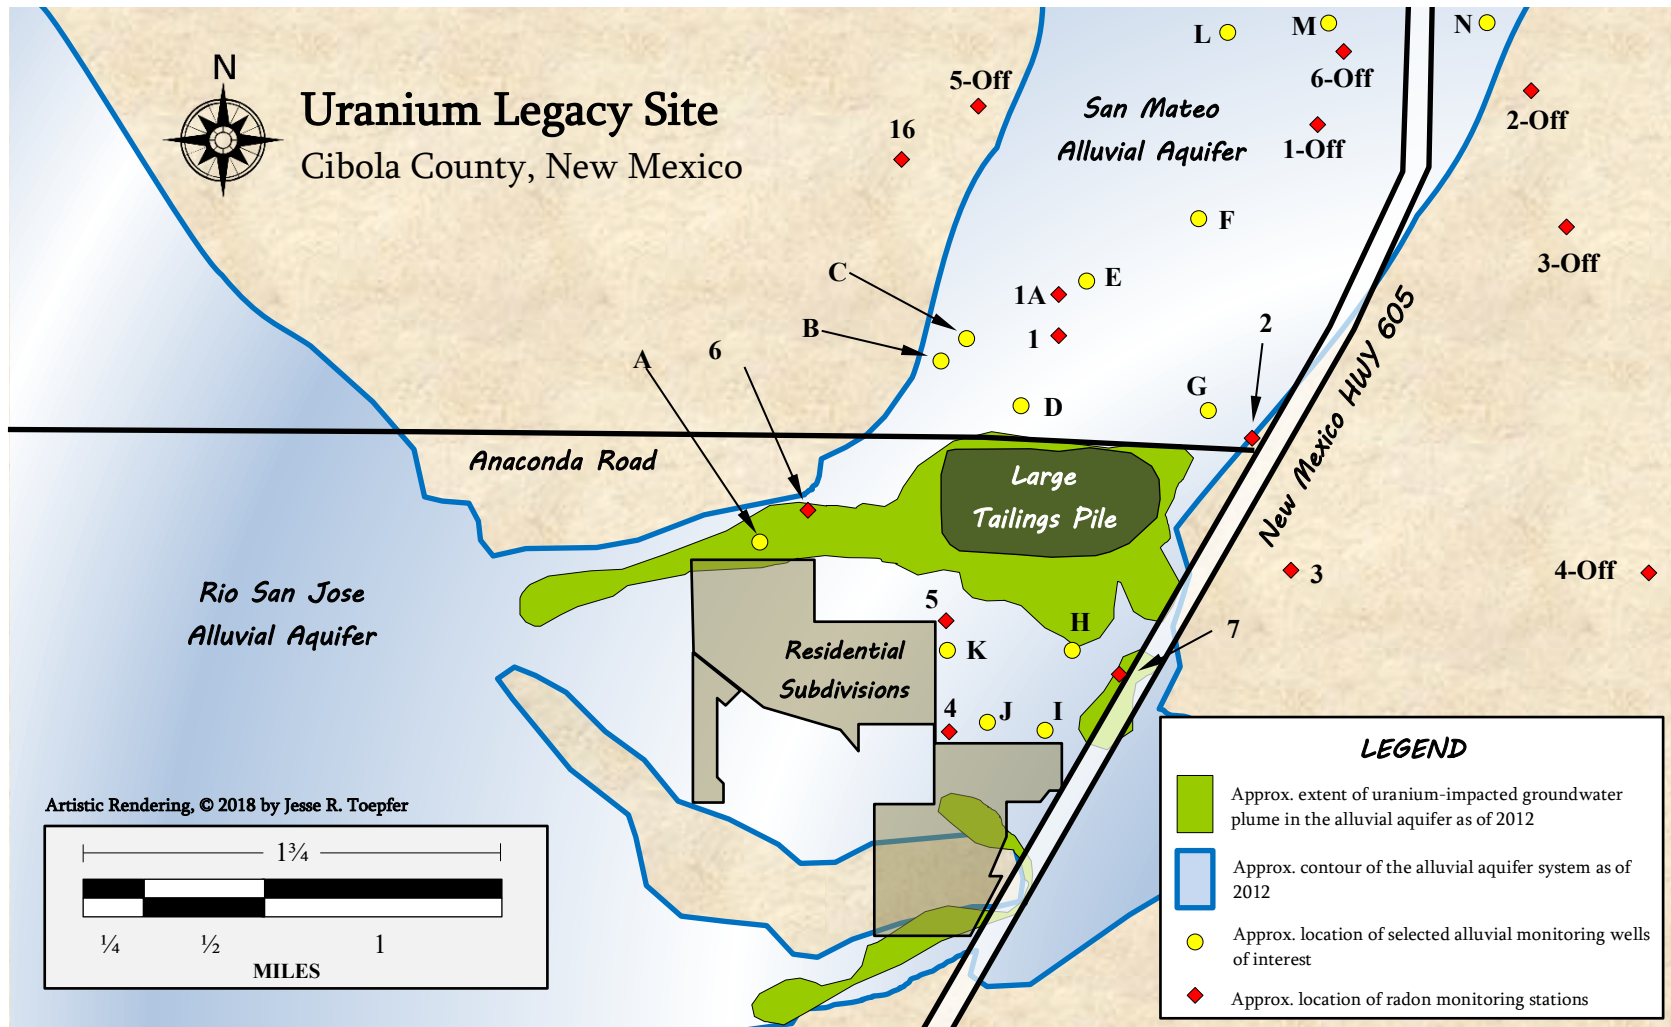 N
Uranium Legacy Site
Cibola County, New Mexico
5-Off
16
L
M
N
6-Off
San Mateo
Alluvial Aquifer
1-Off
2-Off
F
3-Off
C
E
1A
B
1
2
A
6
G
D
New Mexico HWY 605
Anaconda Road
Large
Tailings Pile
3
4-Off
Rio San Jose
Alluvial Aquifer
5
H
7
K
Residential
Subdivisions
4
J
I
LEGEND
Approx. extent of uranium-impacted groundwater
plume in the alluvial aquifer as of 2012
Approx. contour of the alluvial aquifer system as of
2012
Approx. location of selected alluvial monitoring wells
of interest
Approx. location of radon monitoring stations
Artistic Rendering, © 2018 by Jesse R. Toepfer
1¾
¼ ½ 1
MILES